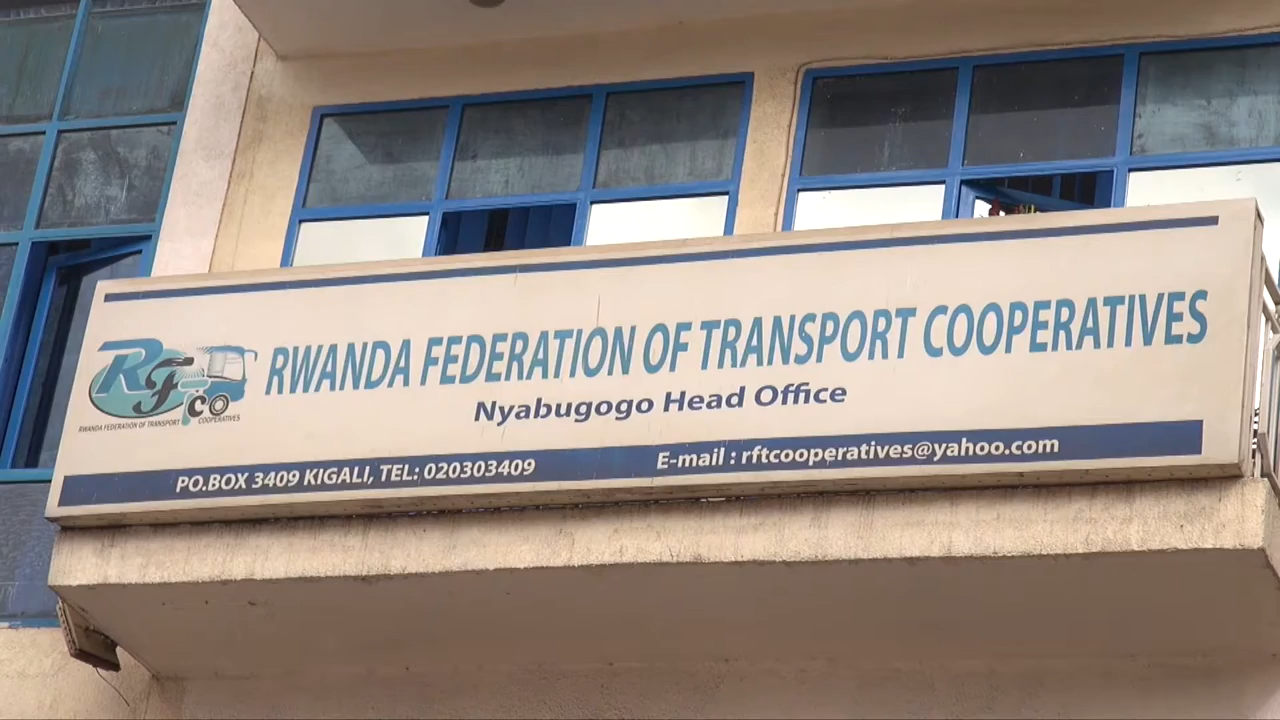 RWANDA FEDERATION OF TRANSPORT COOPERATIVES
Nyabugogo Head Office
RFTCO
RWANDA FEDERATION OF TRANSPORT COOPERATIVES
PO.BOX 3409 KIGALI, TEL: 020303409
E-mail : rftcooperatives@yahoo.com